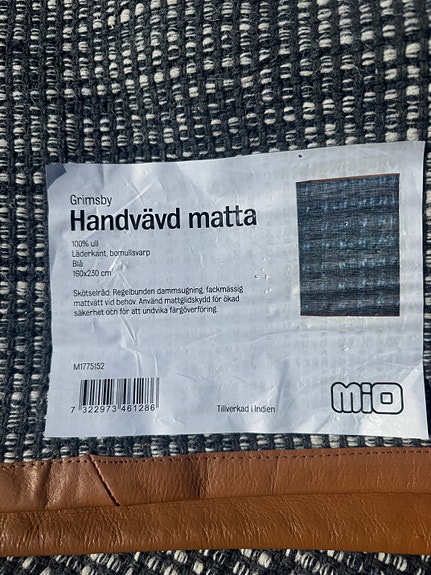 Grimsby
Handvävd matta
100% ull
Läderkant, bomullsvarp
Blå
160x230 cm
Skötselråd: Regelbunden dammsugning, fackmässig
mattvätt vid behov. Använd mattglidskydd för ökad
säkerhet och för att undvika färgöverföring.
M1775152
7 322973 461286
Tillverkad i Indien
MiO